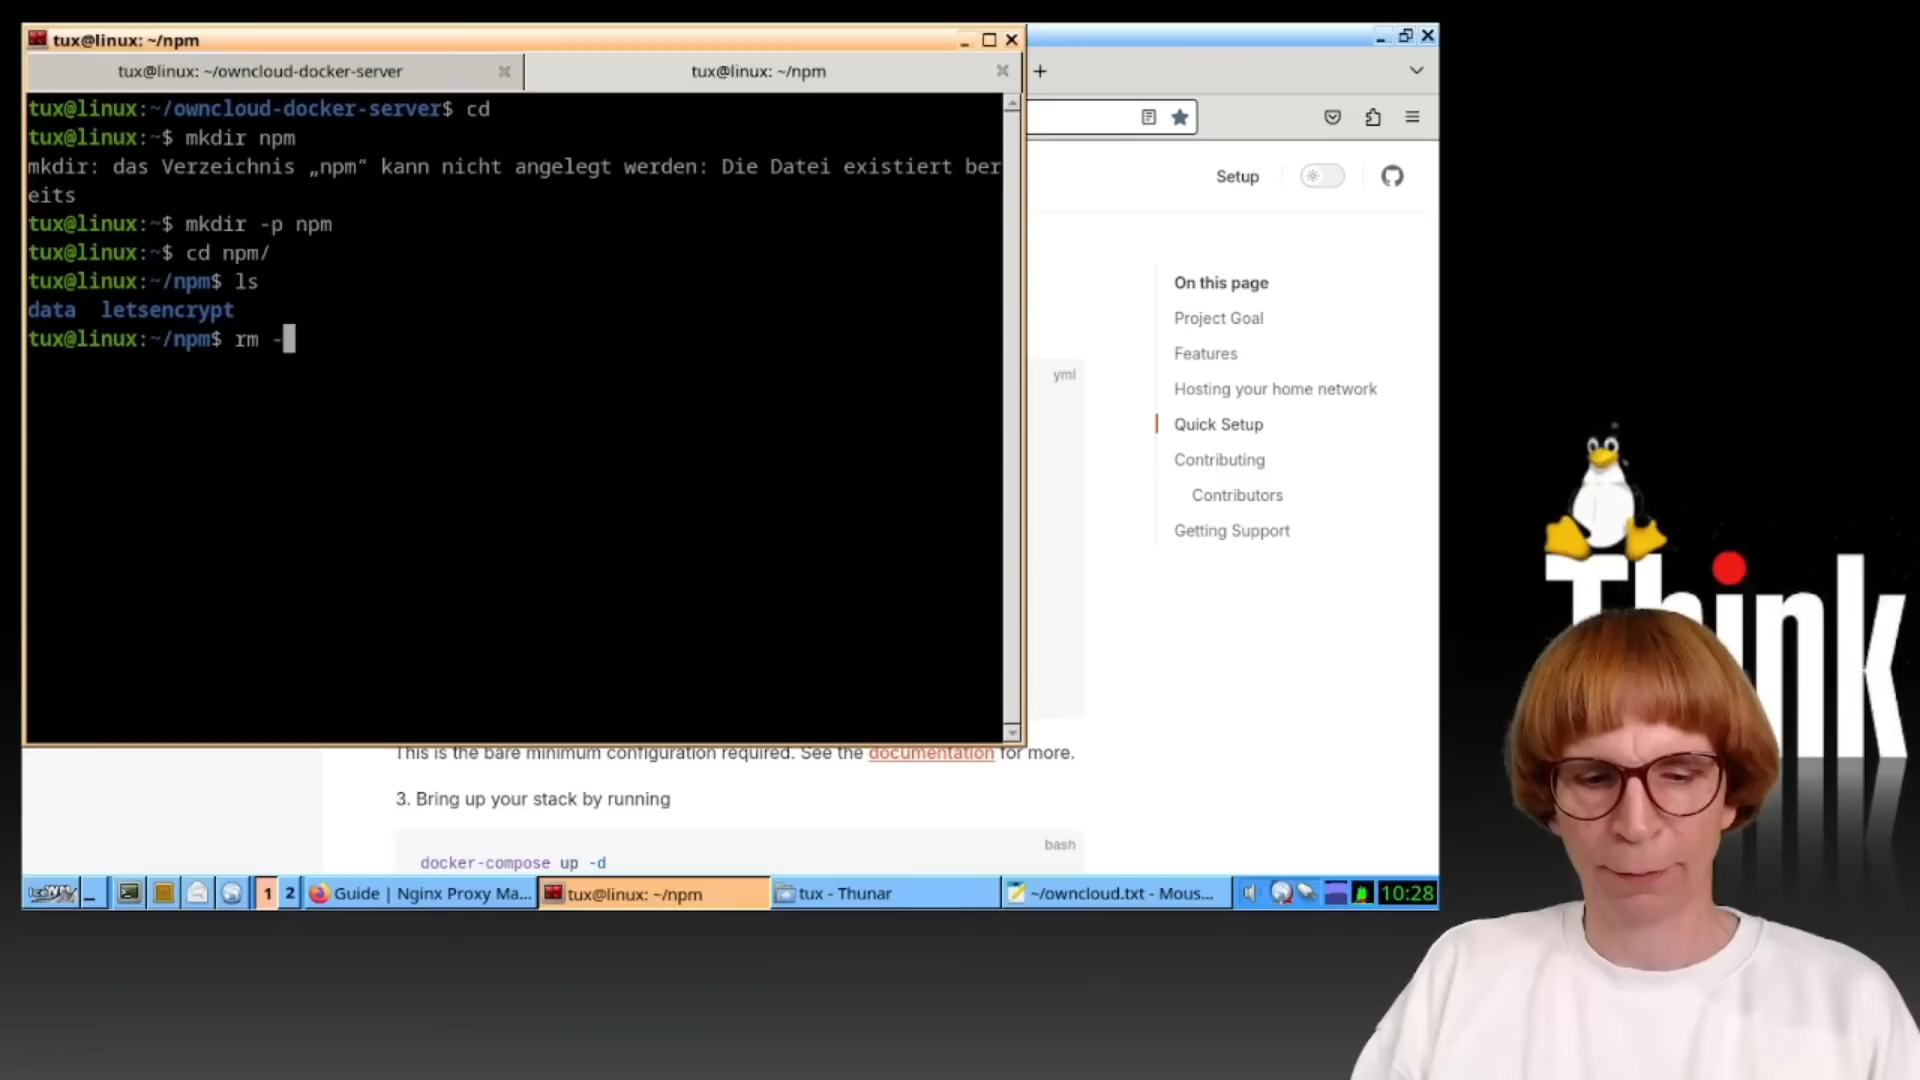 tux@linux: ~/npm
tux@linux: ~/owncloud-docker-server
tux@linux: ~/npm
tux@linux:~/owncloud-docker-server$ cd
tux@linux:~$ mkdir npm
mkdir: das Verzeichnis „npm“ kann nicht angelegt werden: Die Datei existiert ber
eits
tux@linux:~$ mkdir -p npm
tux@linux:~$ cd npm/
tux@linux:~/npm$ ls
data letsencrypt
tux@linux:~/npm$ rm -
Setup
On this page
Project Goal
Features
Hosting your home network
Quick Setup
Contributing
Contributors
Getting Support
yml
This is the bare minimum configuration required. See the documentation for more.
3. Bring up your stack by running
bash
docker-compose up -d
IceWM
1 2
Guide | Nginx Proxy Ma...
tux@linux: ~/npm
tux - Thunar
~/owncloud.txt - Mous...
10:28
Think